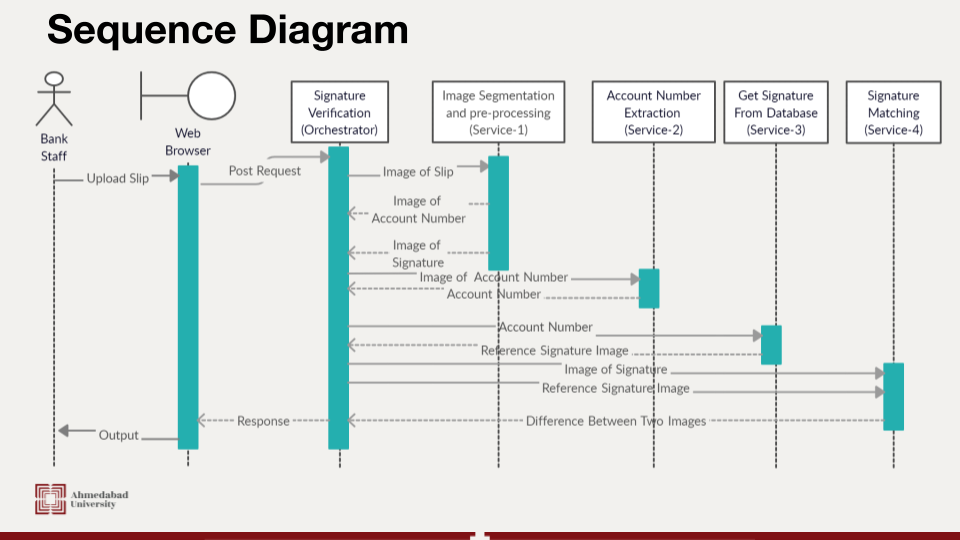 Sequence Diagram
Bank
Staff
Web
Browser
Signature
Verification
(Orchestrator)
Image Segmentation
and pre-processing
(Service-1)
Account Number
Extraction
(Service-2)
Get Signature
From Database
(Service-3)
Signature
Matching
(Service-4)
Upload Slip
Post Request
Image of Slip
Image of
Account Number
Image of
Signature
Image of Account Number
Account Number
Account Number
Reference Signature Image
Image of Signature
Reference Signature Image
Difference Between Two Images
Response
Output
Ahmedabad
University